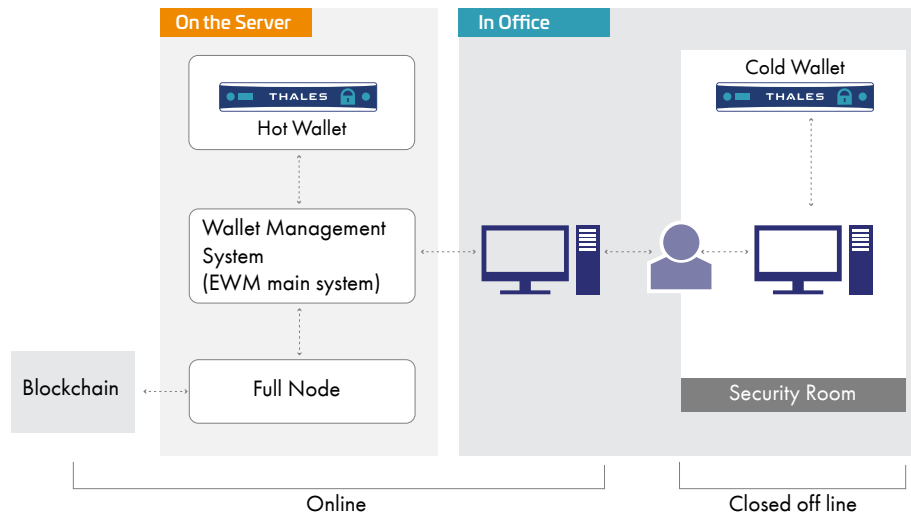 On the Server
In Office
THALES
Hot Wallet
Cold Wallet
THALES
Wallet Management
System
(EWM main system)
Blockchain
Full Node
Security Room
Online
Closed off line